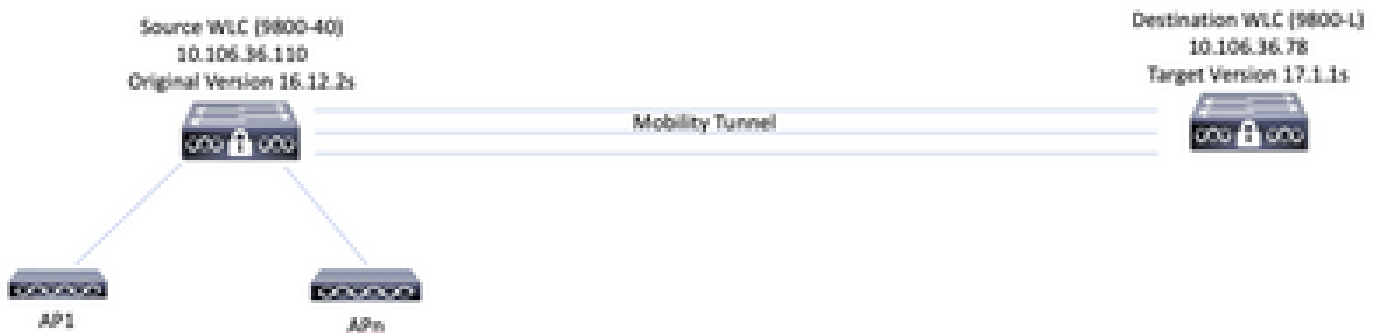 Source WLC (9800-40)
10.106.36.110
Original Version 16.12.2s
Destination WLC (9800-L)
10.106.36.78
Target Version 17.1.1s
Mobility Tunnel
AP1
APn